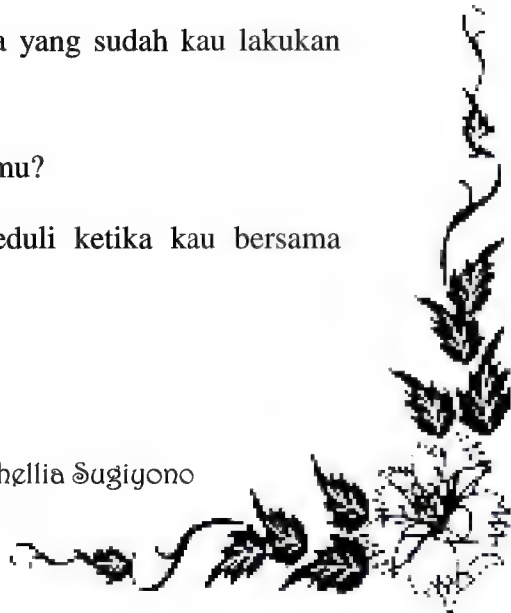 a yang sudah kau lakukan
mu?
eduli ketika kau bersama
hellia Sugiyono